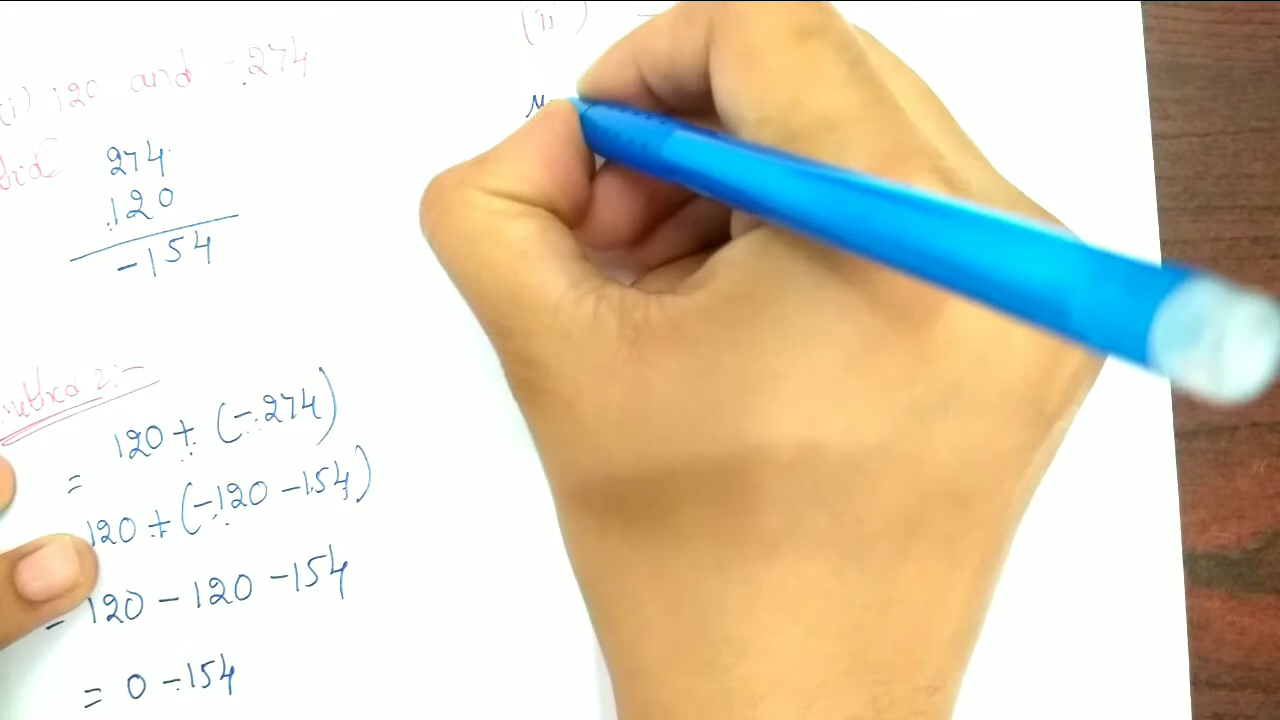 (i) 120 and -274
274
120
-154
Method 2:-
120 + (-274)
=
120 + (-120 -154)
- 120 - 120 -154
= 0 -154
(ii)